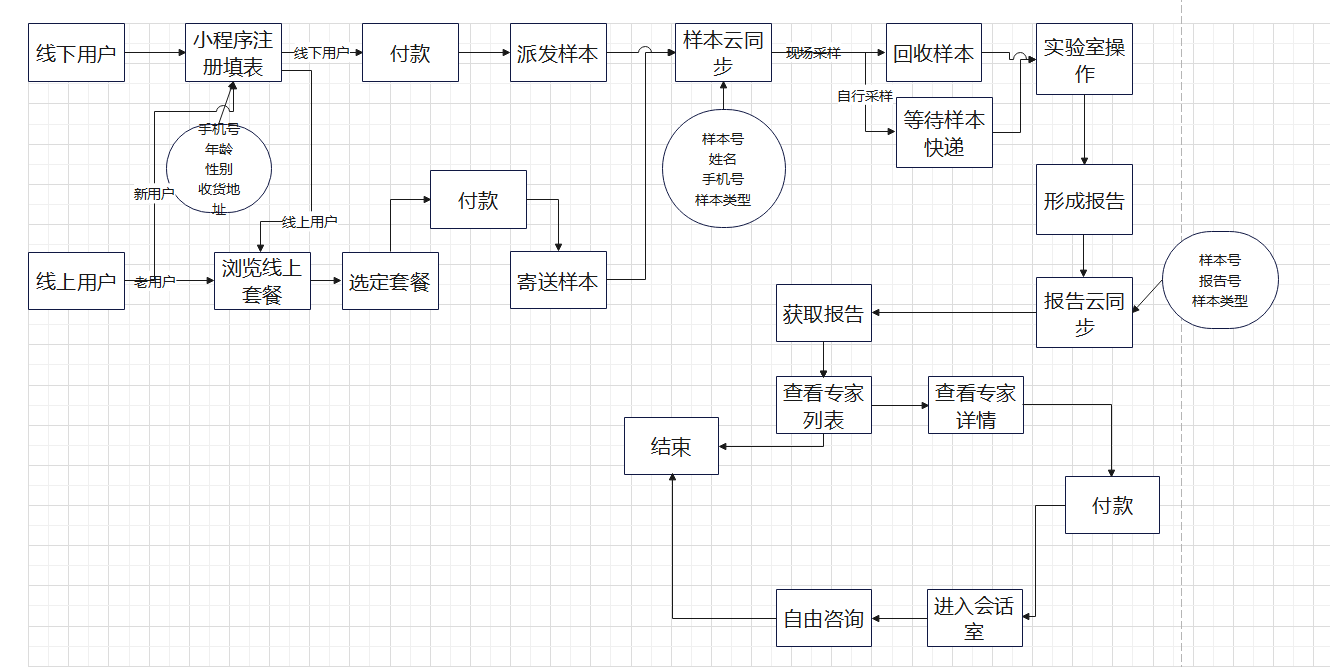 线下用户
小程序注
册填表
线下用户
付款
派发样本
样本云同
步
现场采样
回收样本
实验室操
作
自行采样
等待样本
快递
手机号
年龄
性别
收货地
址
样本号
姓名
手机号
样本类型
新用户
付款
形成报告
线上用户
线上用户
老用户
浏览线上
套餐
选定套餐
寄送样本
样本号
报告号
样本类型
获取报告
报告云同
步
查看专家
列表
查看专家
详情
结束
付款
自由咨询
进入会话
室